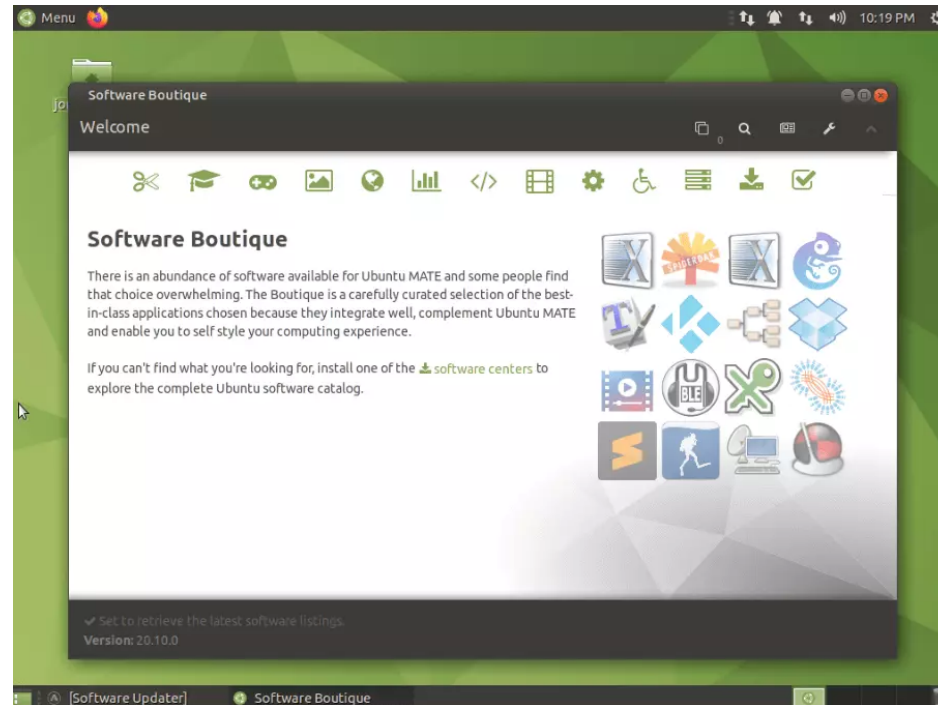 Menu
10:19 PM
Software Boutique
Welcome
0
Software Boutique
There is an abundance of software available for Ubuntu MATE and some people find
that choice overwhelming. The Boutique is a carefully curated selection of the best-
in-class applications chosen because they integrate well, complement Ubuntu MATE
and enable you to self style your computing experience.
If you can't find what you're looking for, install one of the software centers to
explore the complete Ubuntu software catalog.
SPIDEROAK
BLE
Set to retrieve the latest software listings.
Version: 20.10.0
[Software Updater]
Software Boutique